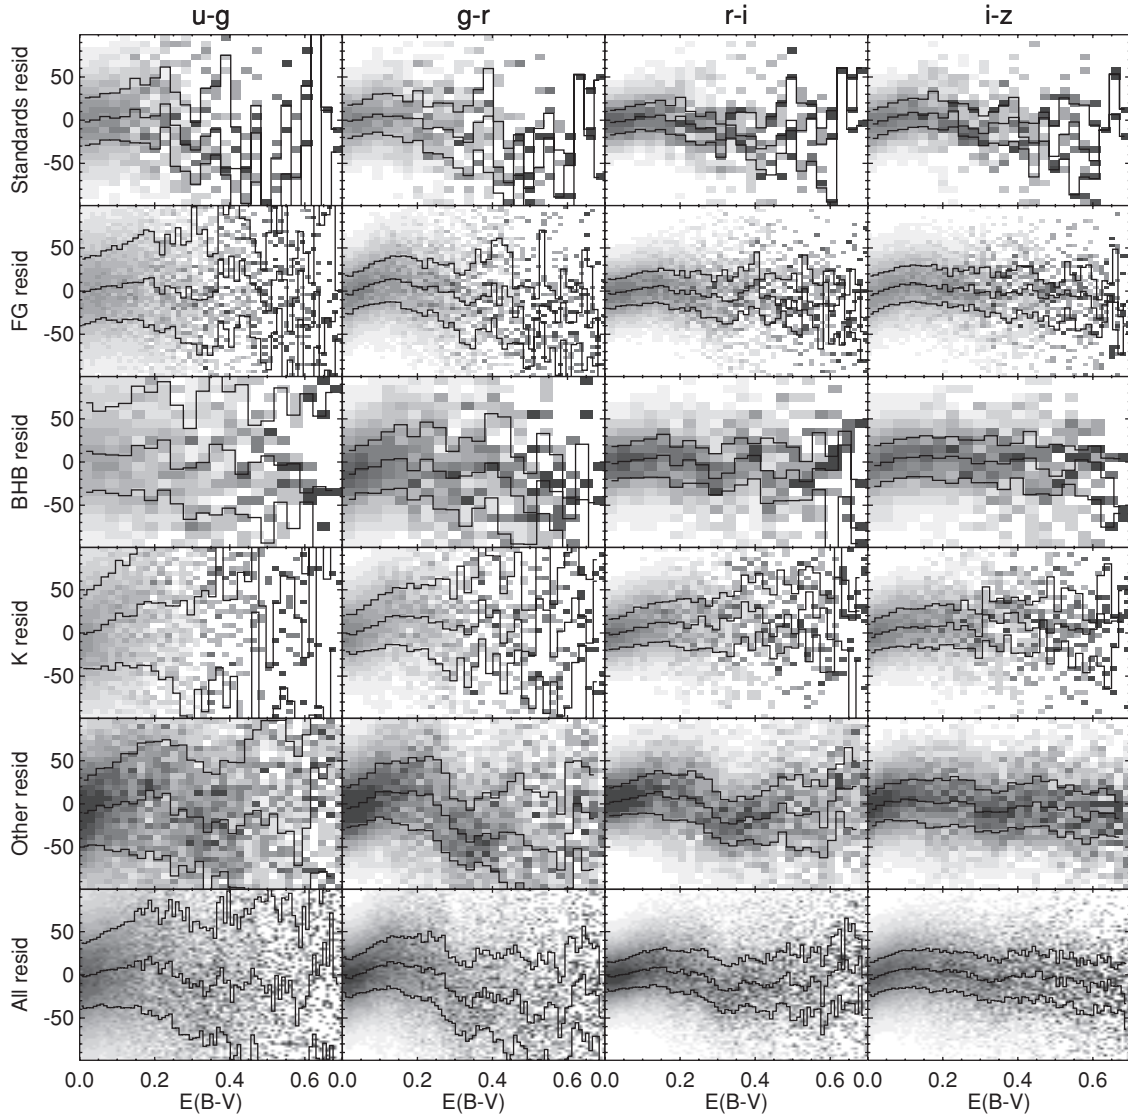 u-g g-r r-i i-z
Standards resid
50
0
-50
FG resid
50
0
-50
BHB resid
50
0
-50
K resid
50
0
-50
Other resid
50
0
-50
All resid
50
0
-50
0.0 0.2 0.4 0.6 0.0 0.2 0.4 0.6 0.0 0.2 0.4 0.6 0.0 0.2 0.4 0.6
E(B-V) E(B-V) E(B-V) E(B-V)